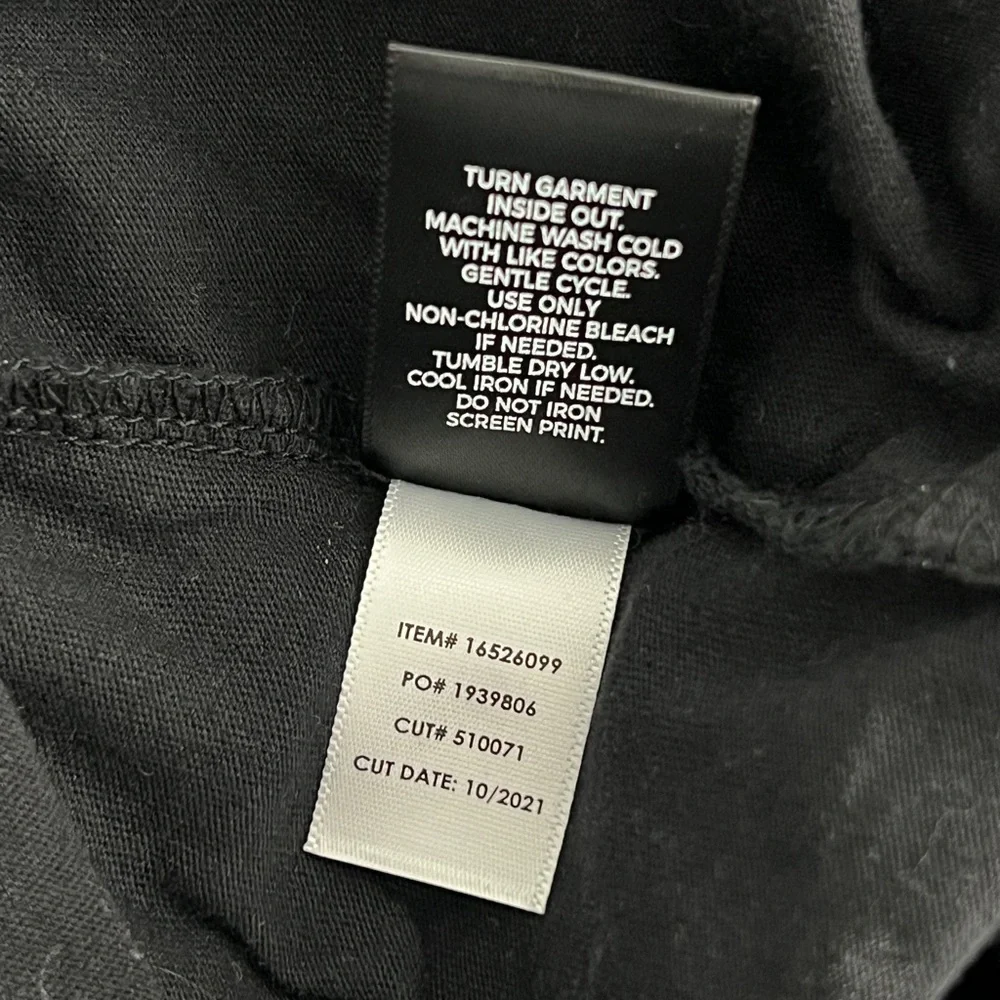 TURN GARMENT
INSIDE OUT.
MACHINE WASH COLD
WITH LIKE COLORS.
GENTLE CYCLE.
USE ONLY
NON-CHLORINE BLEACH
IF NEEDED.
TUMBLE DRY LOW.
COOL IRON IF NEEDED.
DO NOT IRON
SCREEN PRINT.
ITEM# 16526099
PO# 1939806
CUT# 510071
CUT DATE: 10/2021